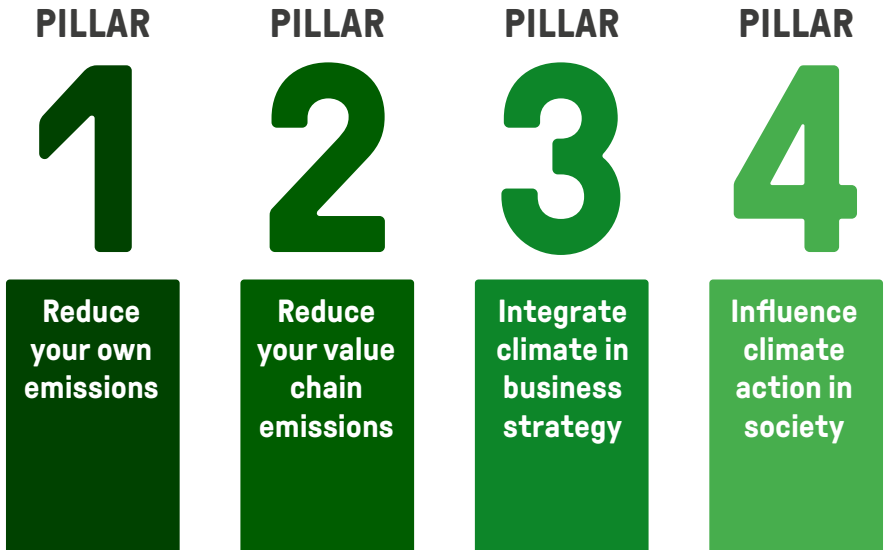 PILLAR
1
Reduce
your own
emissions
PILLAR
2
Reduce
your value
chain
emissions
PILLAR
3
Integrate
climate in
business
strategy
PILLAR
4
Influence
climate
action in
society